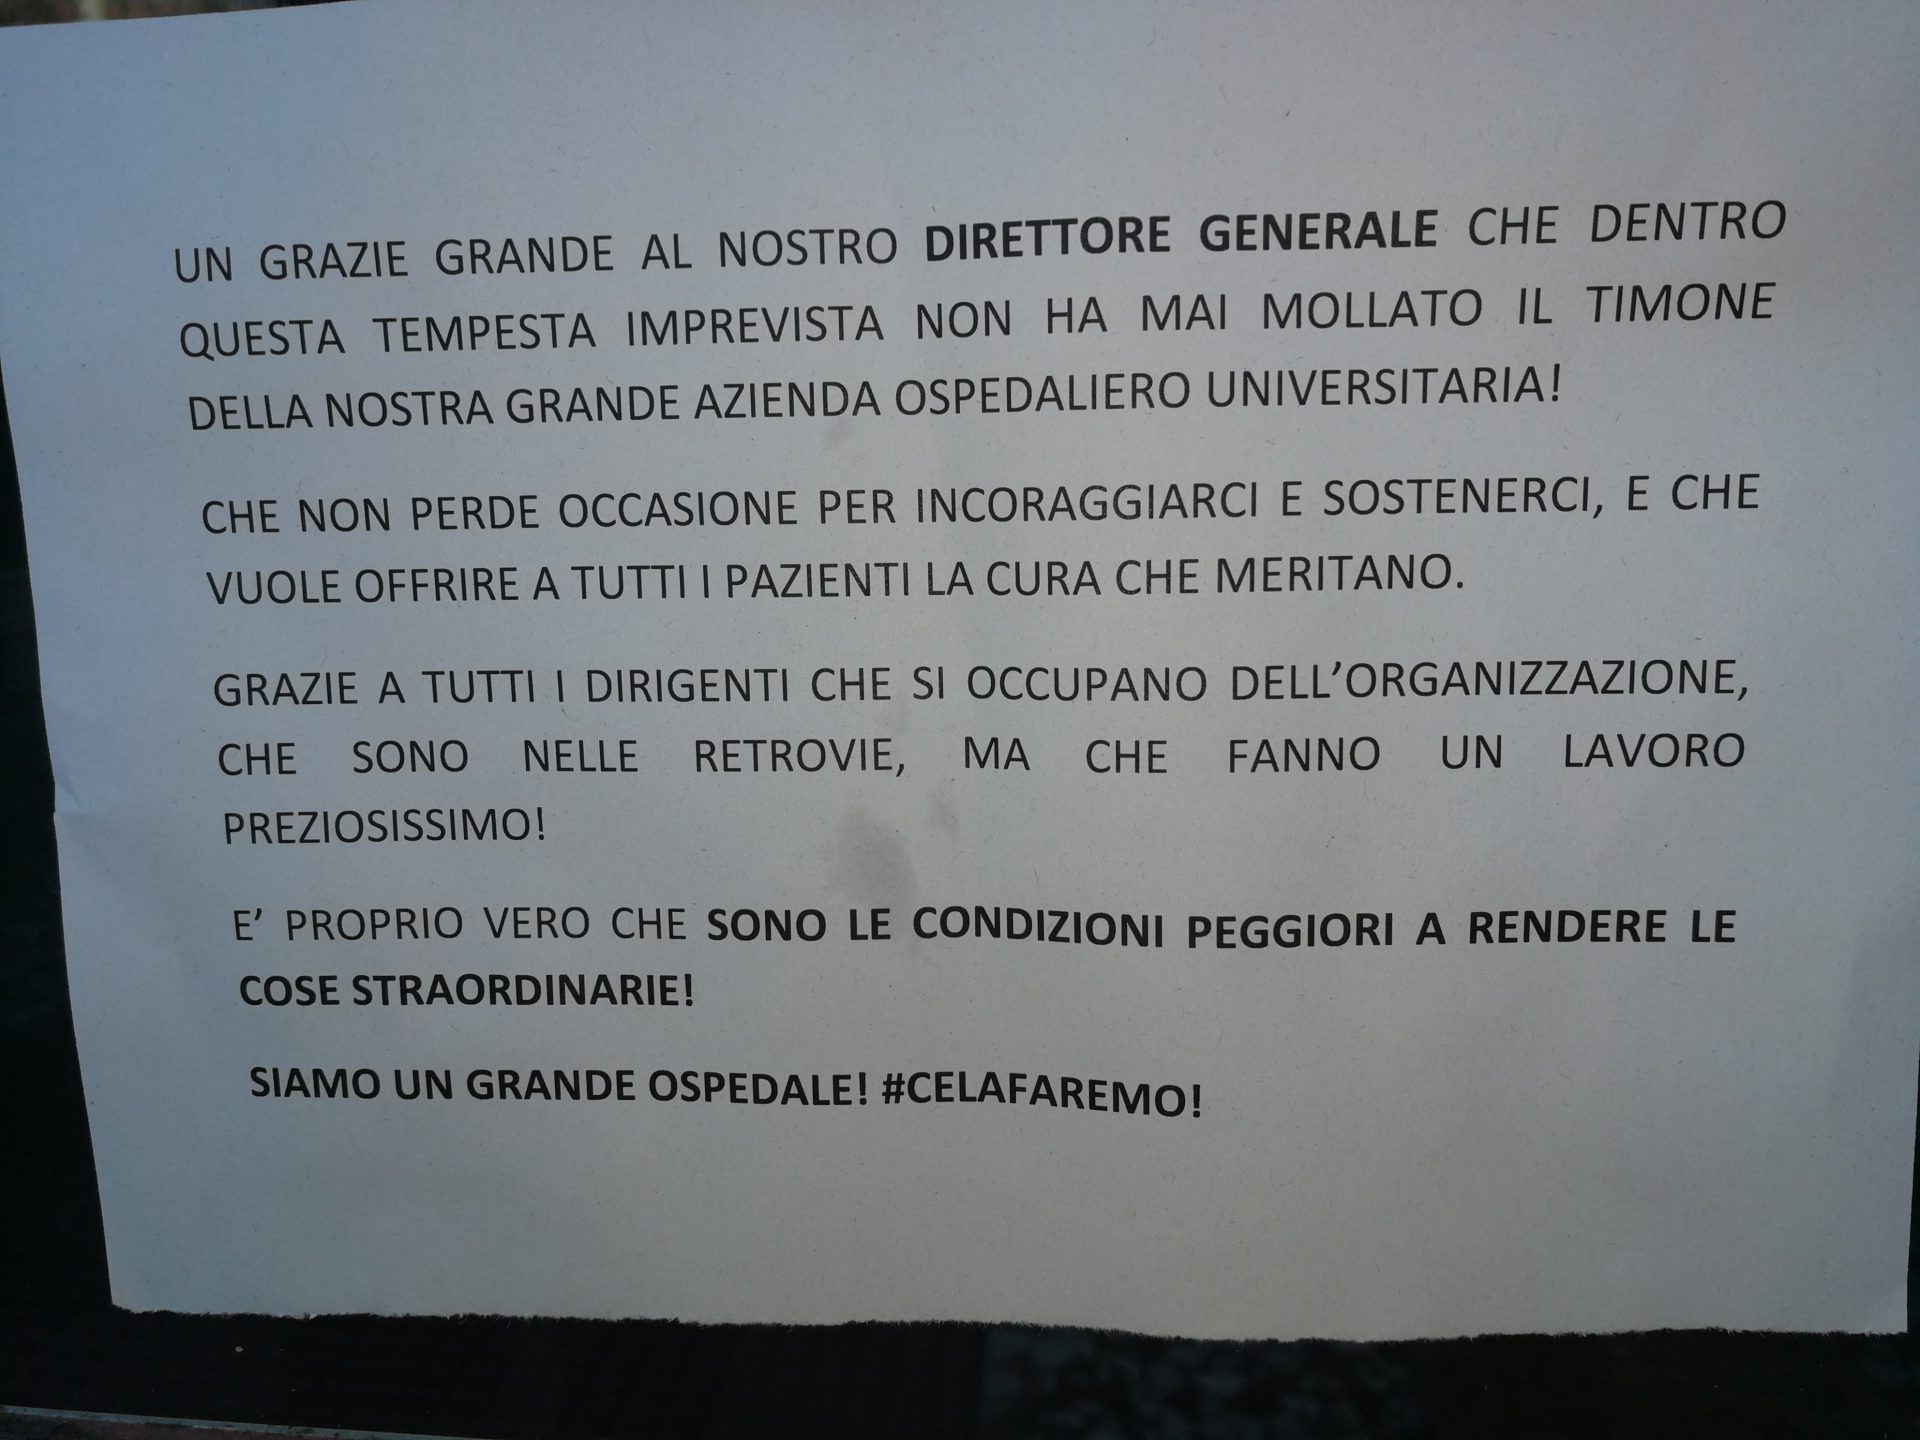 UN GRAZIE GRANDE AL NOSTRO DIRETTORE GENERALE CHE DENTRO
QUESTA TEMPESTA IMPREVISTA NON HA MAI MOLLATO IL TIMONE
DELLA NOSTRA GRANDE AZIENDA OSPEDALIERO UNIVERSITARIA!
CHE NON PERDE OCCASIONE PER INCORAGGIARCI E SOSTENERCI, E CHE
VUOLE OFFRIRE A TUTTI I PAZIENTI LA CURA CHE MERITANO.
GRAZIE A TUTTI I DIRIGENTI CHE SI OCCUPANO DELL’ORGANIZZAZIONE,
CHE SONO NELLE RETROVIE, MA CHE FANNO UN LAVORO
PREZIOSISSIMO!
E’ PROPRIO VERO CHE SONO LE CONDIZIONI PEGGIORI A RENDERE LE
COSE STRAORDINARIE!
SIAMO UN GRANDE OSPEDALE! #CELAFAREMO!